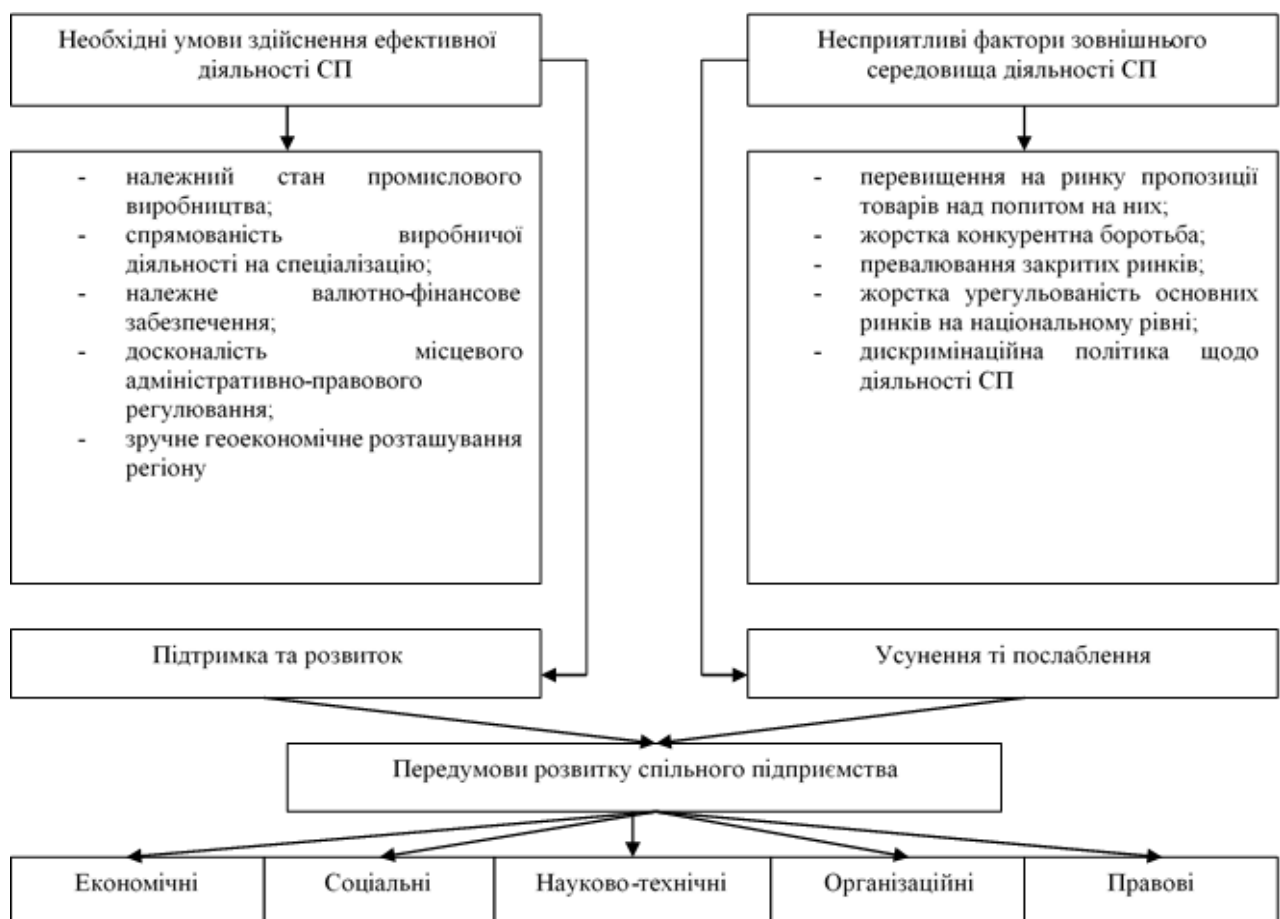 Необхідні умови здійснення ефективної
діяльності СП
Несприятливі фактори зовнішнього
середовища діяльності СП
- належний стан промислового
виробництва;
- спрямованість виробничої
діяльності на спеціалізацію;
- належне валютно-фінансове
забезпечення;
- досконалість місцевого
адміністративно-правового
регулювання;
- зручне геоекономічне розташування
регіону
- перевищення на ринку пропозиції
товарів над попитом на них;
- жорстка конкурентна боротьба;
- превалювання закритих ринків;
- жорстка урегульованість основних
ринків на національному рівні;
- дискримінаційна політика щодо
діяльності СП
Підтримка та розвиток
Усунення ті послаблення
Передумови розвитку спільного підприємства
Економічні
Соціальні
Науково-технічні
Організаційні
Правові